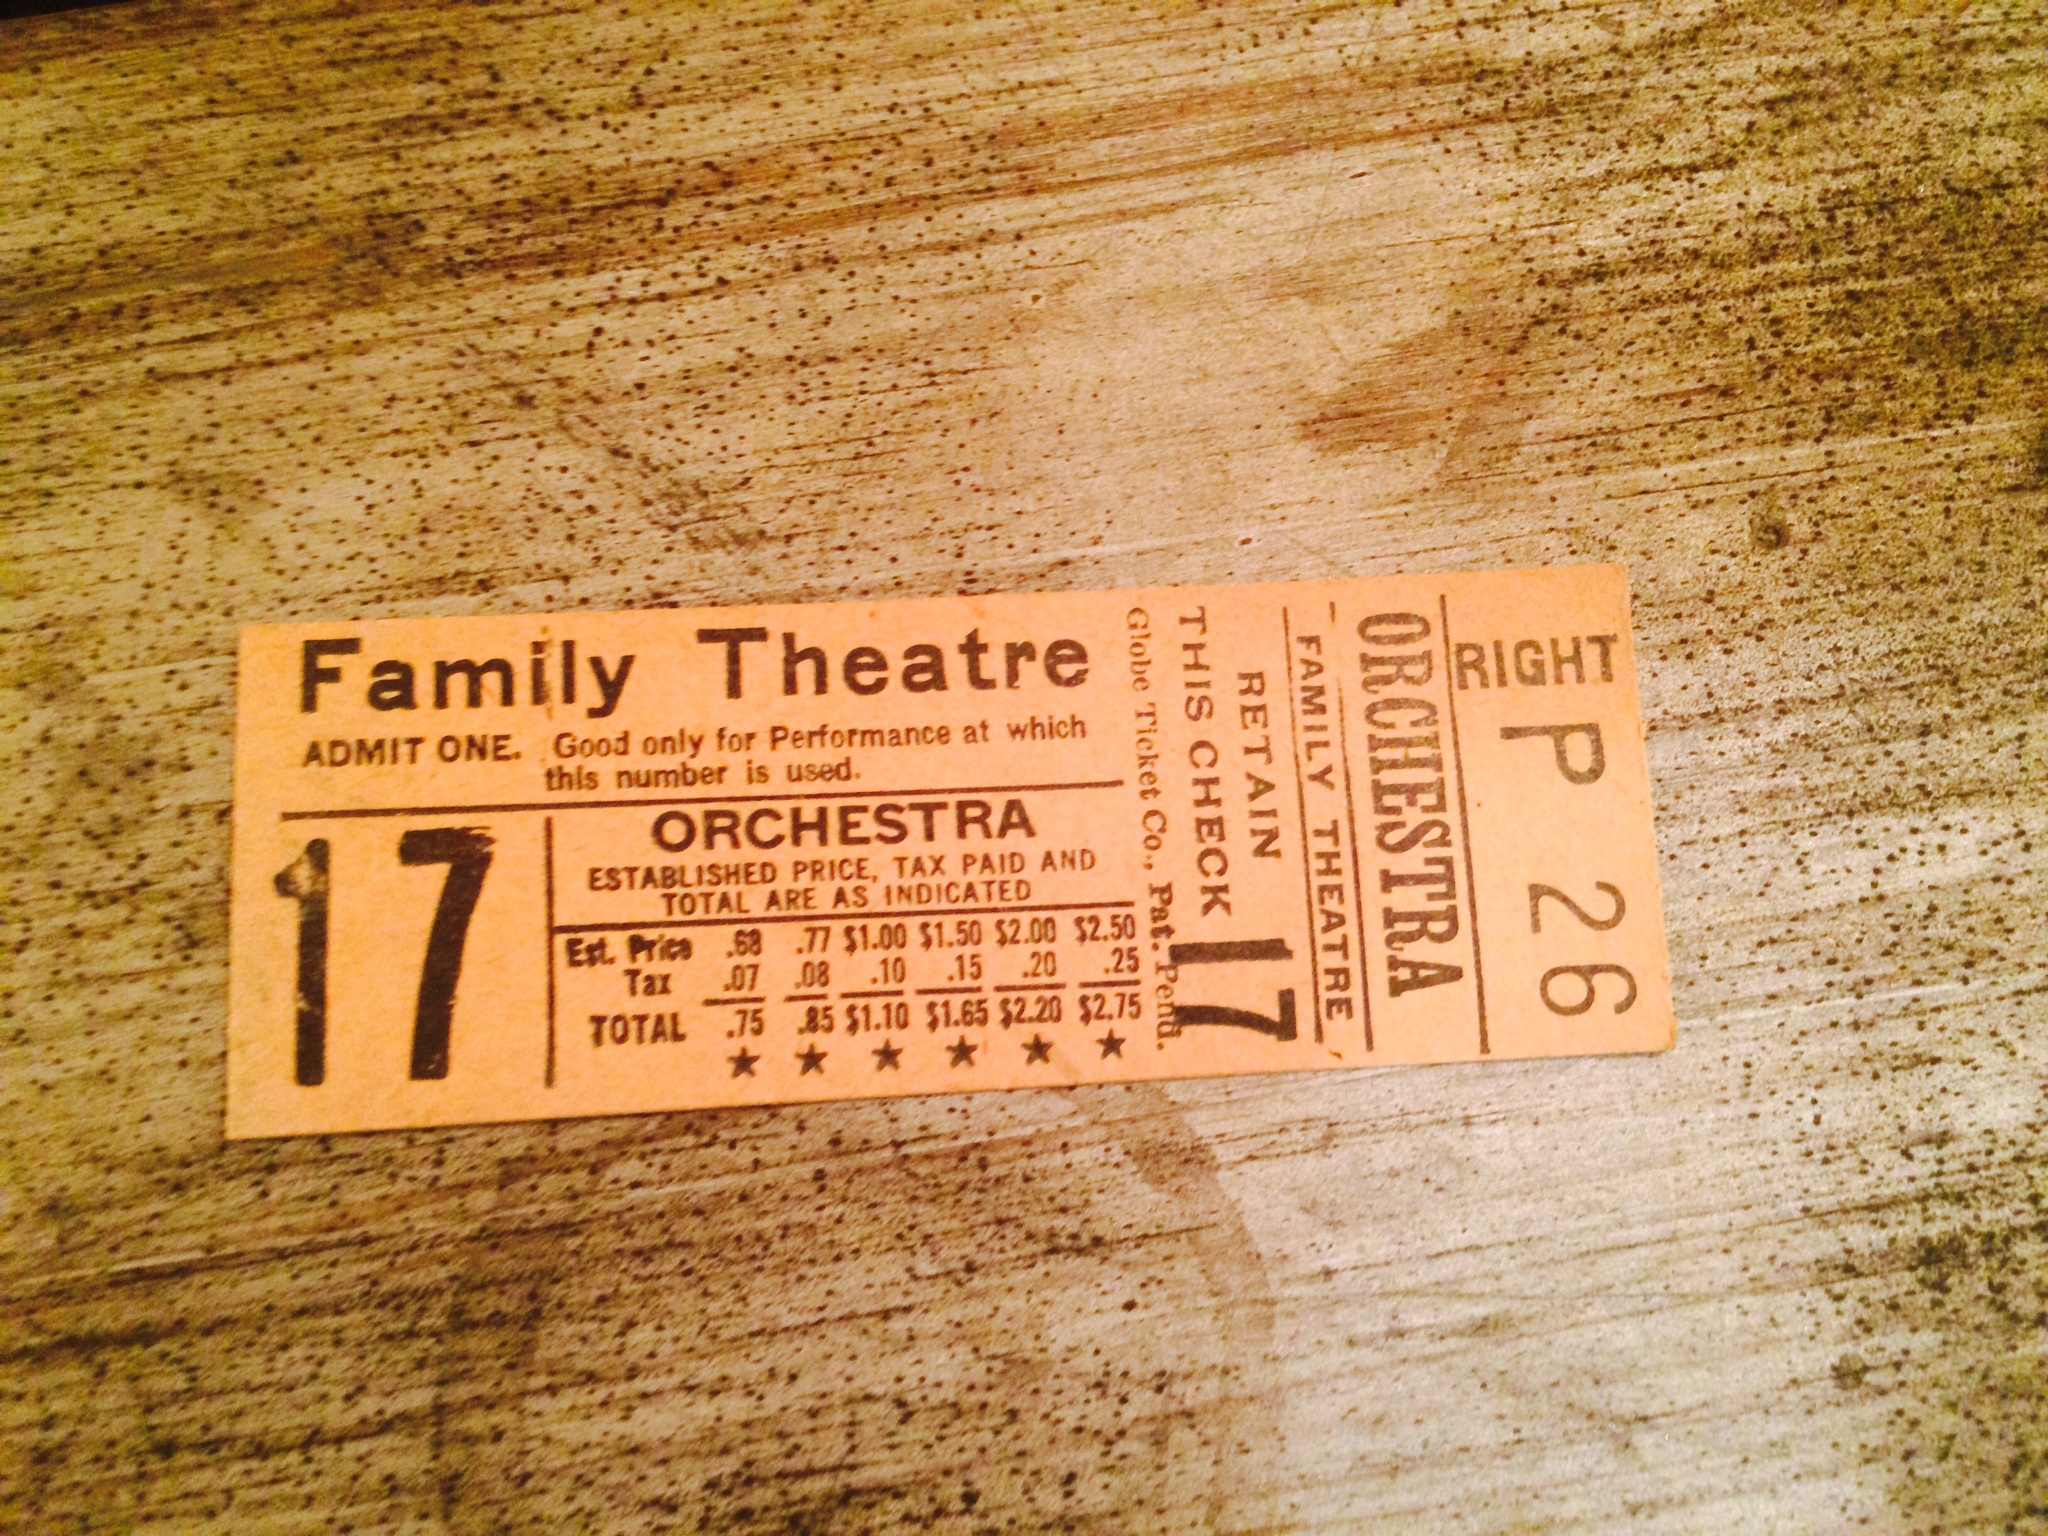 Family Theatre
ADMIT ONE. Good only for Performance at which
this number is used.
17
ORCHESTRA
ESTABLISHED PRICE, TAX PAID AND
TOTAL ARE AS INDICATED
Est. Price .68 .77 $1.00 $1.50 $2.00 $2.50
Tax .07 .08 .10 .15 .20 .25
TOTAL .75 .85 $1.10 $1.65 $2.20 $2.75
★ ★ ★ ★ ★ ★
Globe Ticket Co., Pat. Pend.
RETAIN
THIS CHECK
17
FAMILY THEATRE
ORCHESTRA
RIGHT
P
26